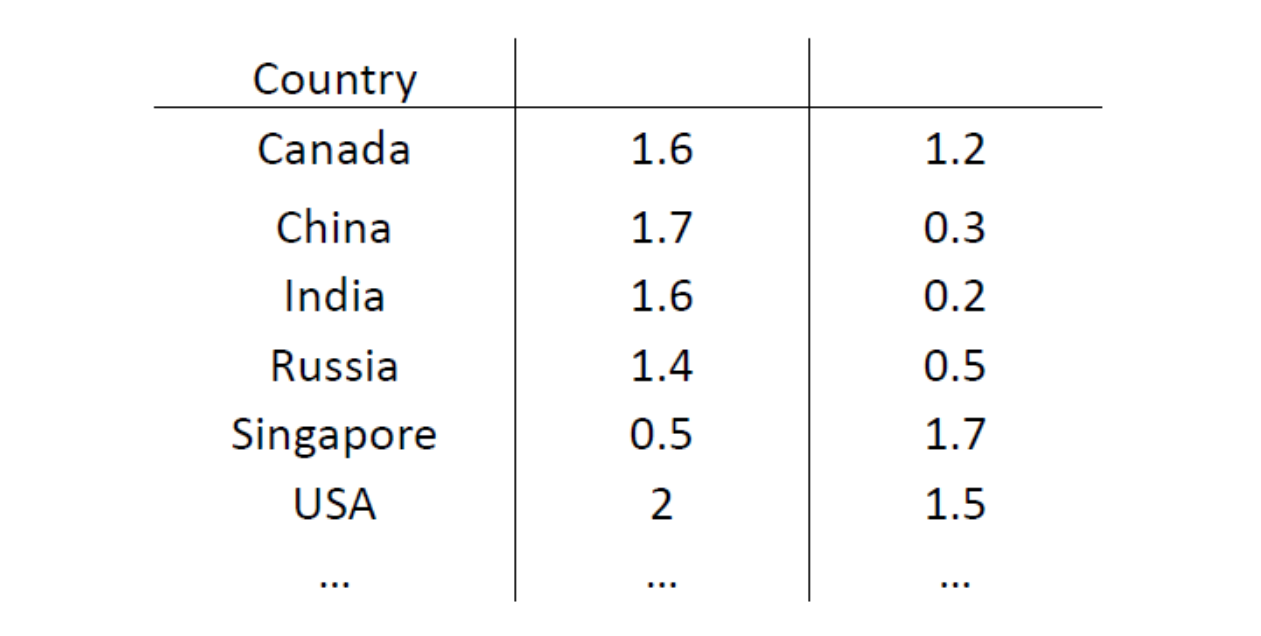 Country
Canada 1.6 1.2
China 1.7 0.3
India 1.6 0.2
Russia 1.4 0.5
Singapore 0.5 1.7
USA 2 1.5
... ... ...